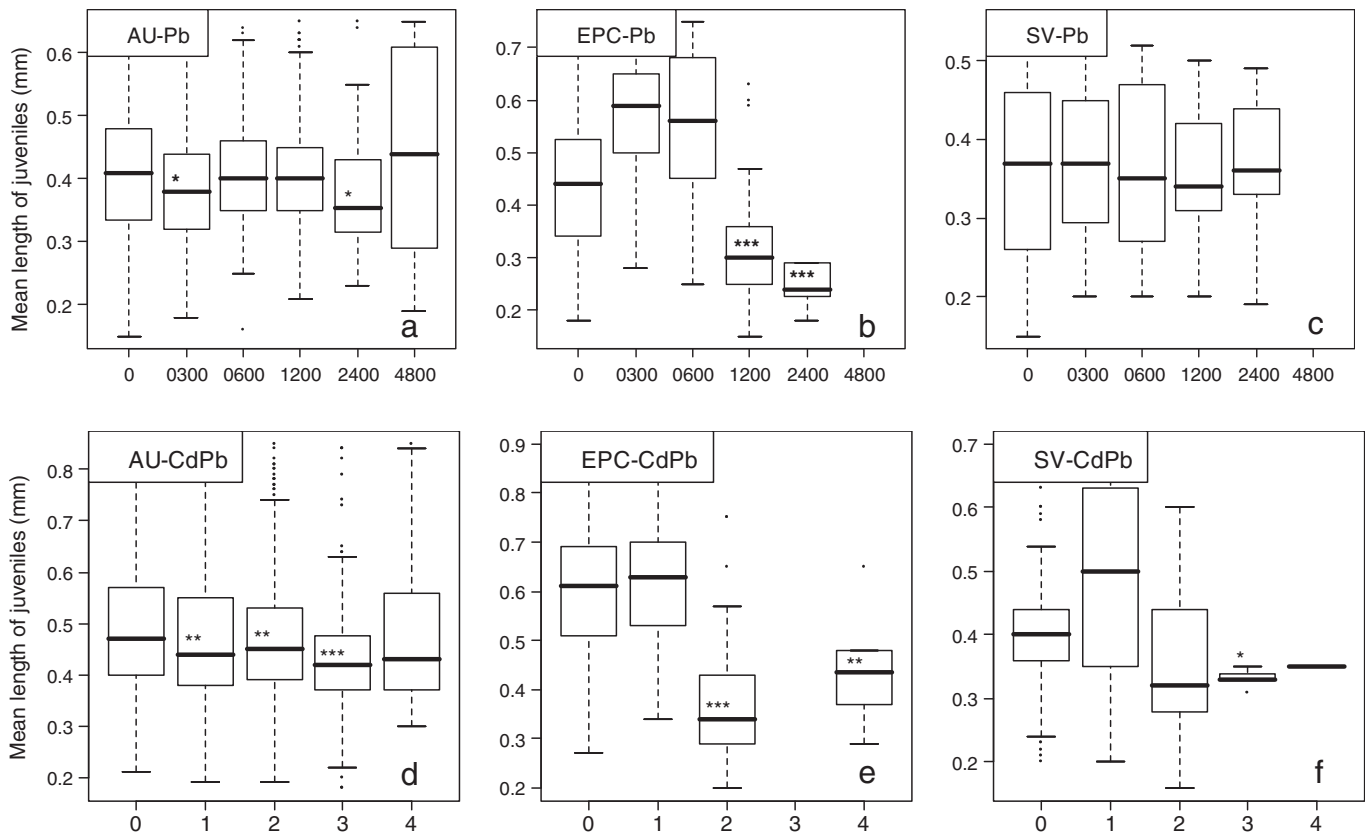 AU-Pb
EPC-Pb
SV-Pb
Mean length of juveniles (mm)
0.6
0.5
0.4
0.3
0.2
* *
a
0 0300 0600 1200 2400 4800
0.7
0.6
0.5
0.4
0.3
0.2
*** ***
b
0 0300 0600 1200 2400 4800
0.5
0.4
0.3
0.2
c
0 0300 0600 1200 2400 4800
AU-CdPb
EPC-CdPb
SV-CdPb
Mean length of juveniles (mm)
0.8
0.7
0.6
0.5
0.4
0.3
0.2
** ** ***
d
0 1 2 3 4
0.9
0.8
0.7
0.6
0.5
0.4
0.3
0.2
*** **
e
0 1 2 3 4
0.7
0.6
0.5
0.4
0.3
0.2
*
f
0 1 2 3 4